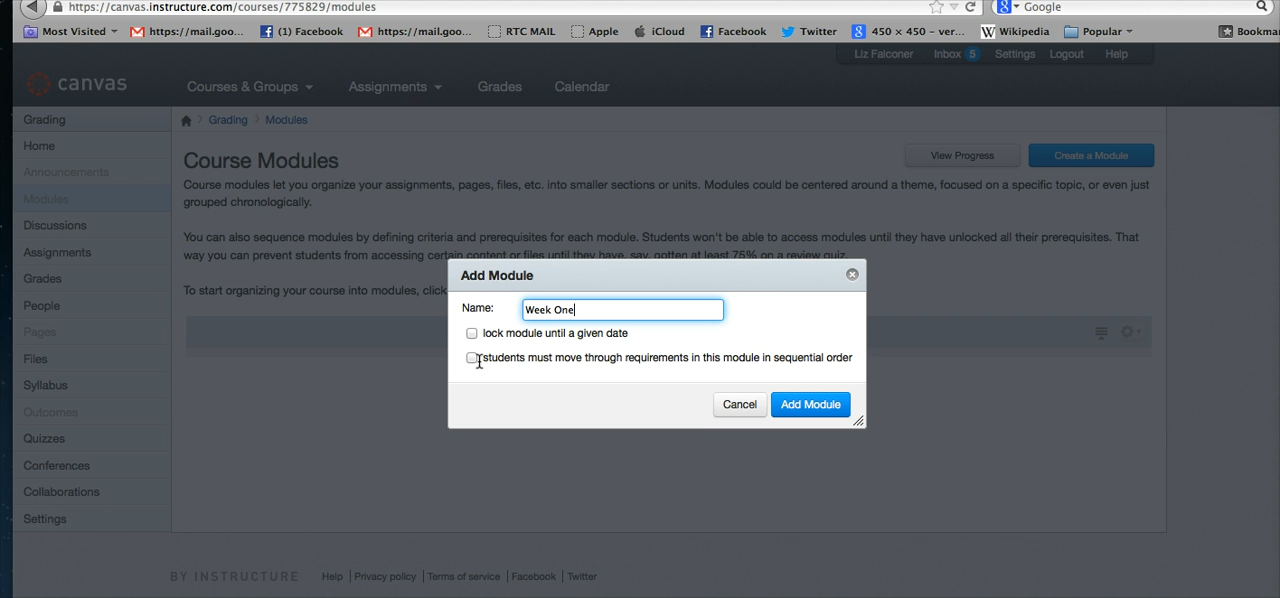 https://canvas.instructure.com/courses/775829/modules
Google
Most Visited
https://mail.goo...
(1) Facebook
https://mail.goo...
RTC MAIL
Apple
iCloud
Facebook
Twitter
450 × 450 – ver...
Wikipedia
Popular
Bookmar
Liz Falconer
Inbox 5
Settings
Logout
Help
canvas
Courses & Groups
Assignments
Grades
Calendar
Grading
Home
Announcements
Modules
Discussions
Assignments
Grades
People
Pages
Files
Syllabus
Outcomes
Quizzes
Conferences
Collaborations
Settings
Grading
Modules
Course Modules
View Progress
Create a Module
Course modules let you organize your assignments, pages, files, etc. into smaller sections or units. Modules could be centered around a theme, focused on a specific topic, or even just
grouped chronologically.
You can also sequence modules by defining criteria and prerequisites for each module. Students won't be able to access modules until they have unlocked all their prerequisites. That
way you can prevent students from accessing certain content or files until they have, say, gotten at least 75% on a review quiz.
To start organizing your course into modules, click
Add Module
Name: Week One
lock module until a given date
students must move through requirements in this module in sequential order
Cancel
Add Module
BY INSTRUCTURE
Help
Privacy policy
Terms of service
Facebook
Twitter